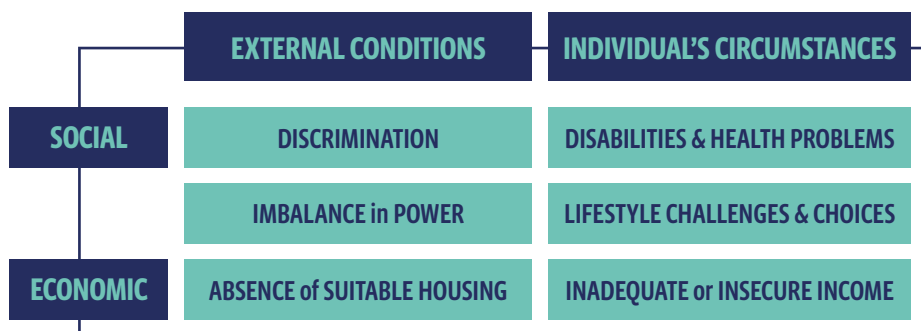 EXTERNAL CONDITIONS
INDIVIDUAL'S CIRCUMSTANCES
SOCIAL
DISCRIMINATION
DISABILITIES & HEALTH PROBLEMS
IMBALANCE in POWER
LIFESTYLE CHALLENGES & CHOICES
ECONOMIC
ABSENCE of SUITABLE HOUSING
INADEQUATE or INSECURE INCOME